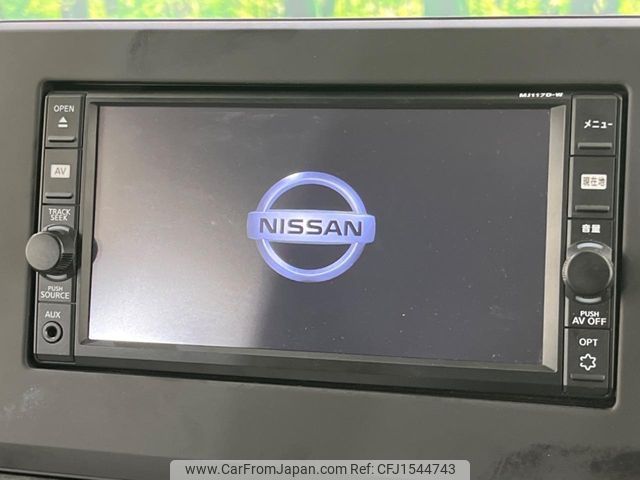 MJ117D-W
OPEN
AV
TRACK
SEEK
PUSH
SOURCE
AUX
NISSAN
メニュー
現在地
音量
PUSH
AV OFF
OPT
www.CarFromJapan.com - CFJ1544743